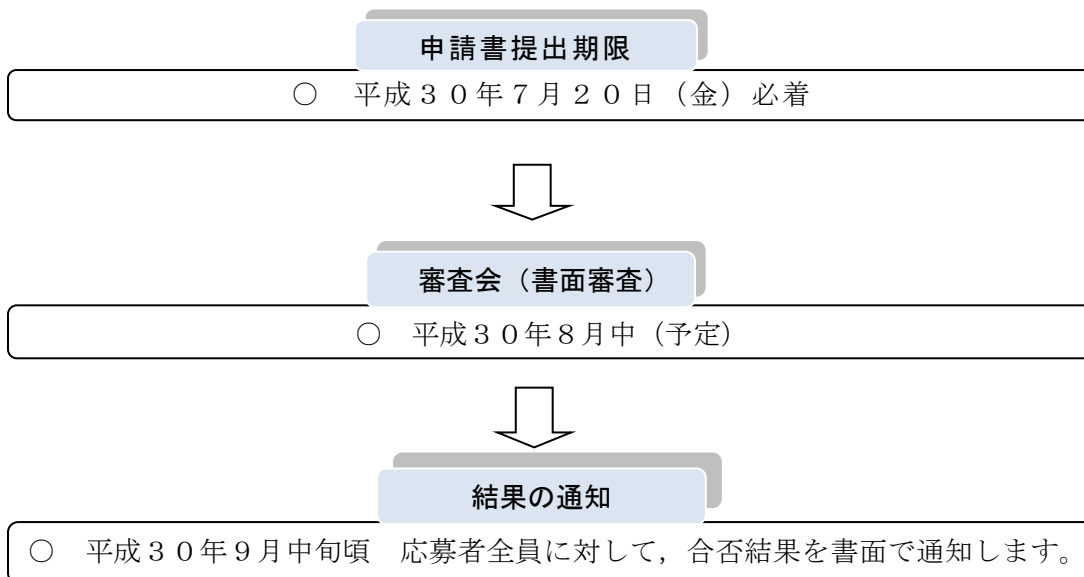 申請書提出期限
○　平成３０年７月２０日（金）必着
審査会（書面審査）
○　平成３０年８月中（予定）
結果の通知
○　平成３０年９月中旬頃　応募者全員に対して，合否結果を書面で通知します。